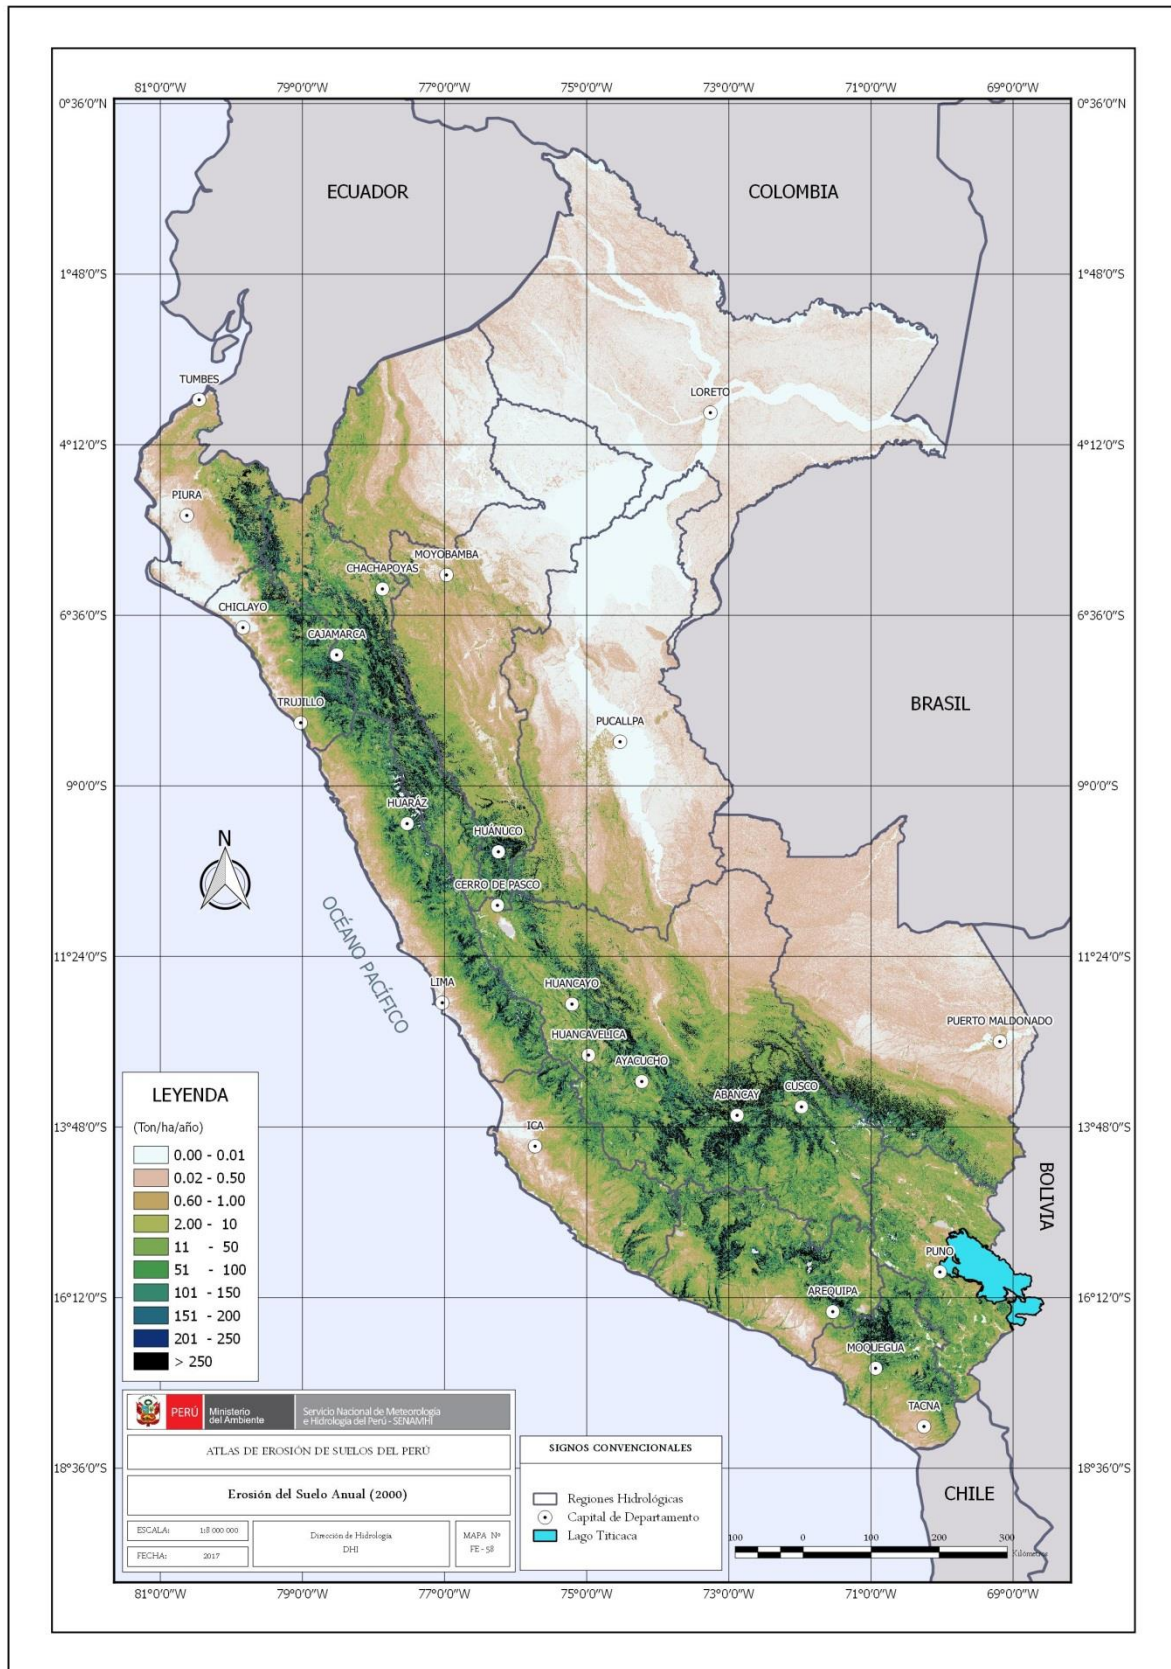 81°0'0"W 79°0'0"W 77°0'0"W 75°0'0"W 73°0'0"W 71°0'0"W 69°0'0"W
0°36'0"N 0°36'0"N
ECUADOR COLOMBIA
1°48'0"S 1°48'0"S
TUMBES
LORETO
4°12'0"S 4°12'0"S
PIURA
MOYOBAMBA
CHACHAPOYAS
CHICLAYO
6°36'0"S 6°36'0"S
CAJAMARCA
TRUJILLO
BRASIL
PUCALLPA
9°0'0"S 9°0'0"S
HUARÁZ
HUÁNUCO
N
CERRO DE PASCO
OCÉANO PACÍFICO
11°24'0"S 11°24'0"S
LIMA
HUANCAYO
PUERTO MALDONADO
HUANCAVELICA
AYACUCHO
ABANCAY
CUSCO
13°48'0"S 13°48'0"S
ICA
BOLIVIA
PUNO
AREQUIPA
16°12'0"S 16°12'0"S
MOQUEGUA
TACNA
18°36'0"S 18°36'0"S
CHILE
LEYENDA
(Ton/ha/año)
0.00 - 0.01
0.02 - 0.50
0.60 - 1.00
2.00 - 10
11 - 50
51 - 100
101 - 150
151 - 200
201 - 250
> 250
PERÚ
Ministerio
del Ambiente
Servicio Nacional de Meteorología
e Hidrología del Perú - SENAMHI
ATLAS DE EROSIÓN DE SUELOS DEL PERÚ
Erosión del Suelo Anual (2000)
ESCALA: 1:8 000 000
FECHA: 2017
Dirección de Hidrología
DHI
MAPA Nº
FE - 58
SIGNOS CONVENCIONALES
Regiones Hidrológicas
Capital de Departamento
Lago Titicaca
100 0 100 200 300
Kilómetros
81°0'0"W 79°0'0"W 77°0'0"W 75°0'0"W 73°0'0"W 71°0'0"W 69°0'0"W